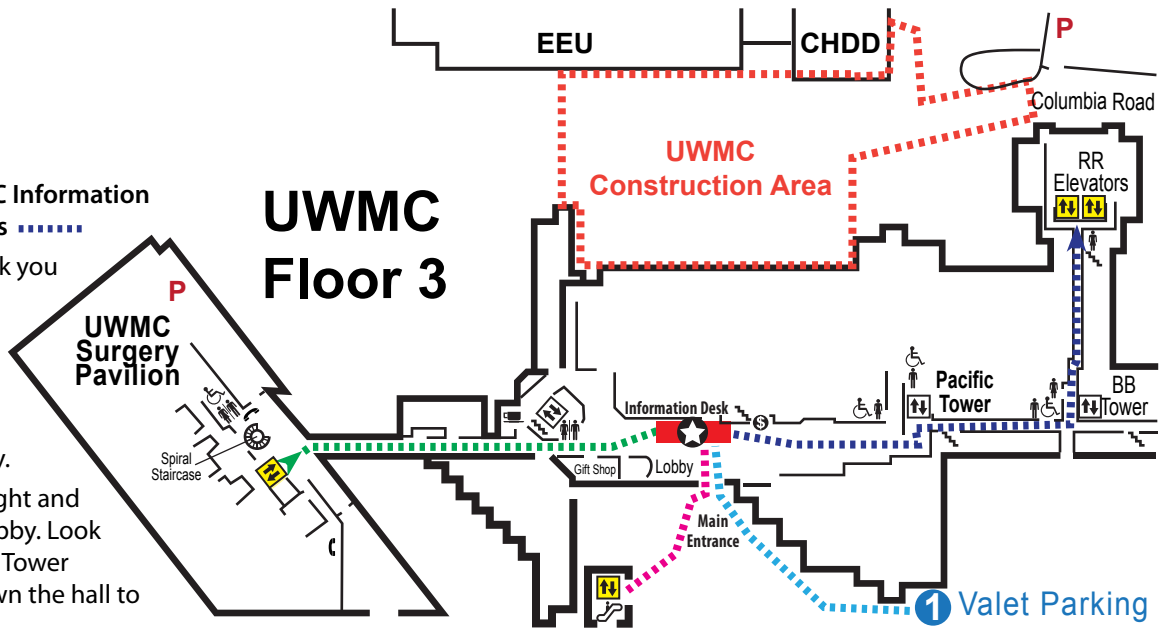 EEU
CHDD
P
Columbia Road
UWMC
Construction Area
RR
Elevators
C Information
s
k you
UWMC
Floor 3
P
UWMC
Surgery
Pavilion
Pacific
Tower
BB
Tower
Information Desk
$
Spiral
Staircase
Gift Shop
Lobby
Main
Entrance
y.
ght and
bby. Look
Tower
wn the hall to
1 Valet Parking